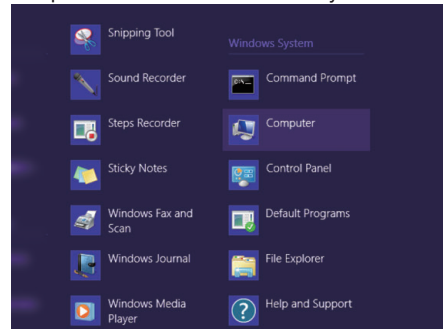 Snipping Tool
Sound Recorder
Steps Recorder
Sticky Notes
Windows Fax and
Scan
Windows Journal
Windows Media
Player
Windows System
Command Prompt
Computer
Control Panel
Default Programs
File Explorer
Help and Support